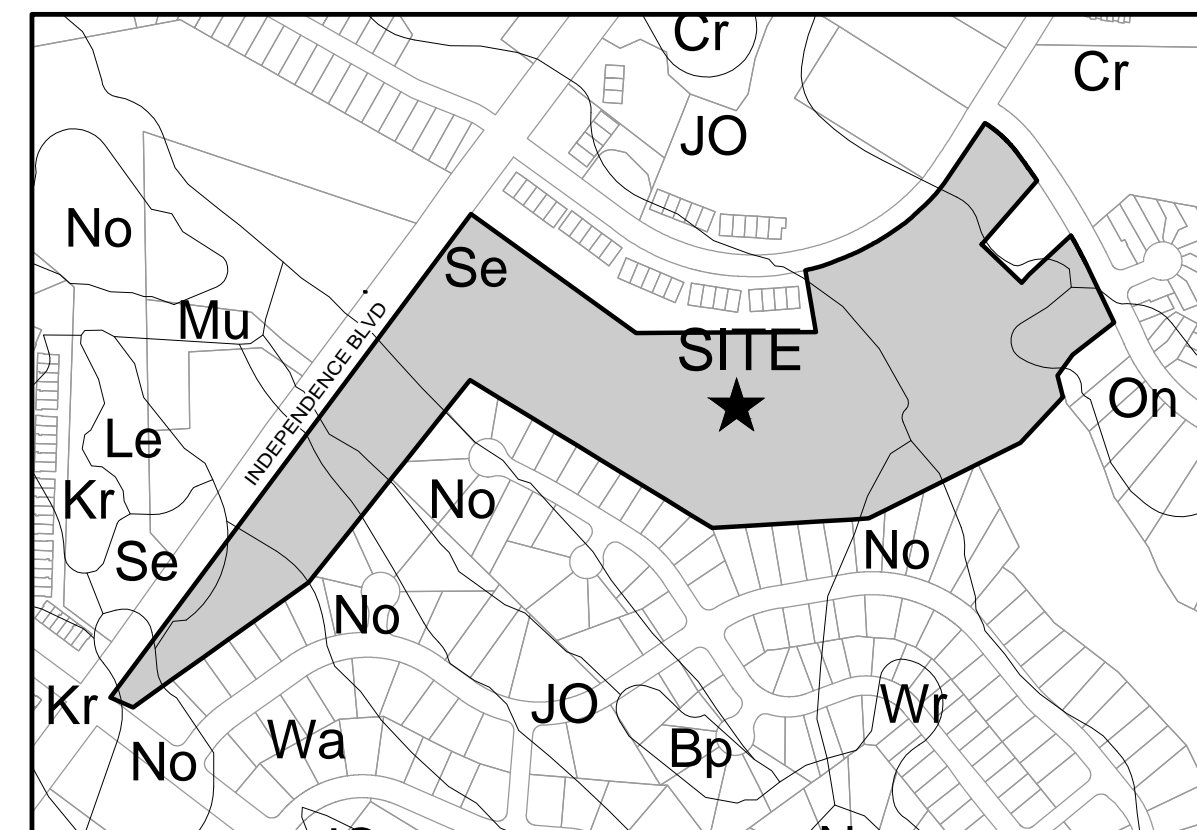 Cr
Cr
JO
No
Se
Mu
INDEPENDENCE BLVD
SITE
On
Le
Kr
No
No
Se
No
Kr
JO
Wr
Wa
Bp
No